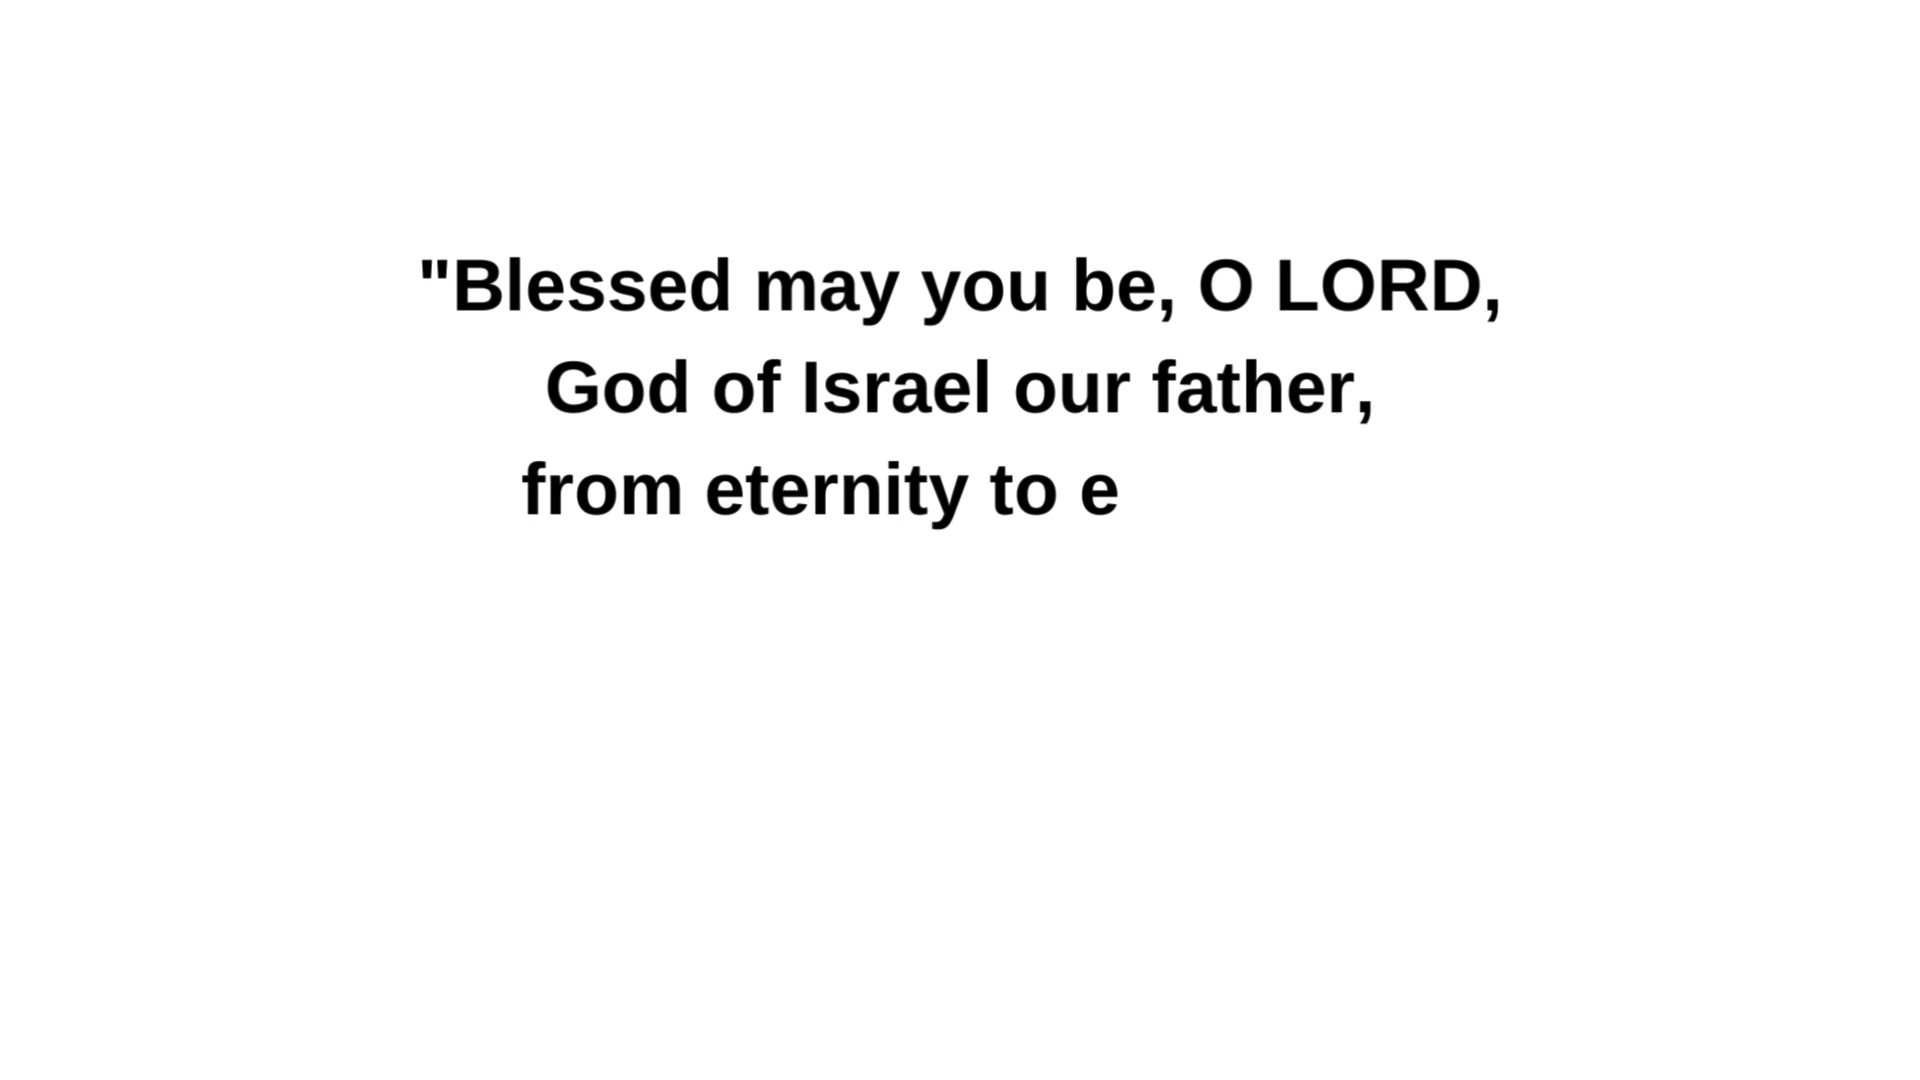 "Blessed may you be, O LORD,
God of Israel our father,
from eternity to e